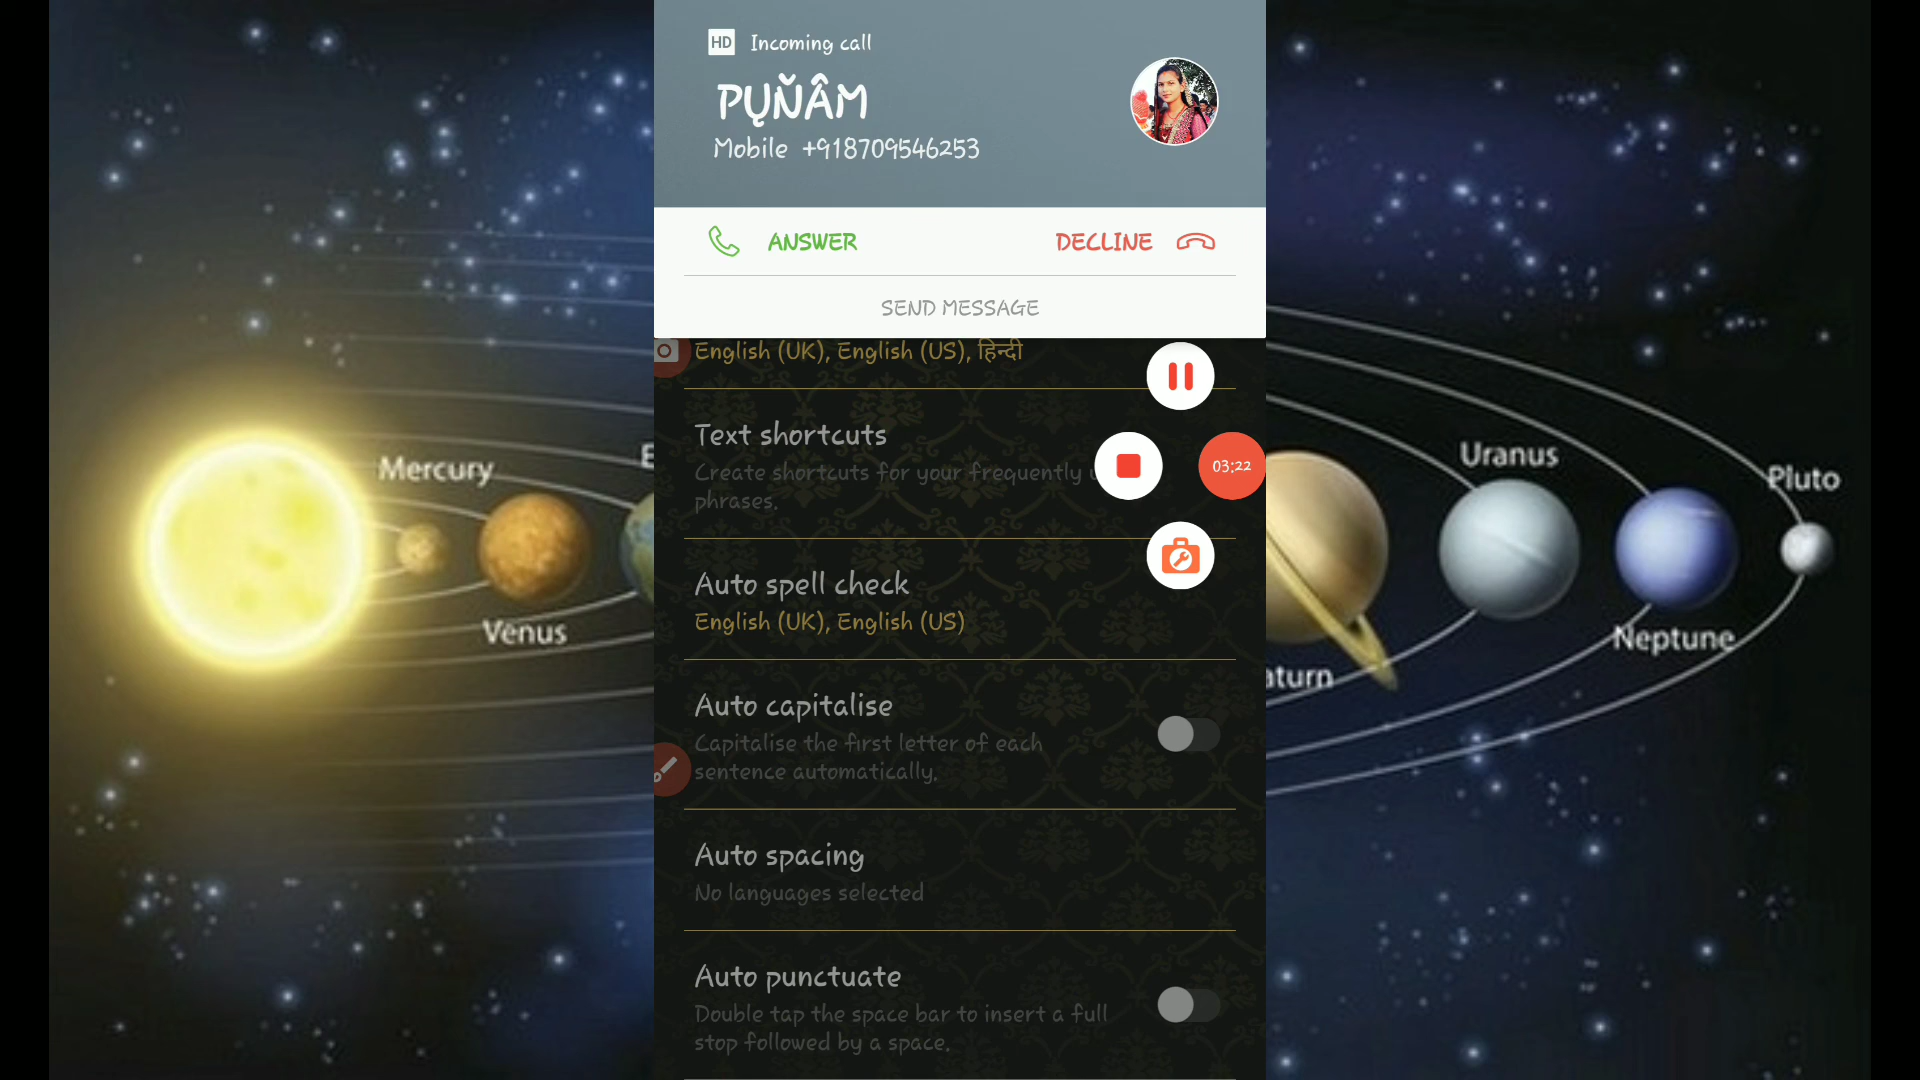 HD Incoming call
PŲŇÂM
Mobile +918709546253
ANSWER
DECLINE
SEND MESSAGE
English (UK), English (US), हिन्दी
Text shortcuts
Create shortcuts for your frequently
phrases.
03:22
Auto spell check
English (UK), English (US)
Auto capitalise
Capitalise the first letter of each
sentence automatically.
Auto spacing
No languages selected
Auto punctuate
Double tap the space bar to insert a full
stop followed by a space.
Mercury
Venus
E
aturn
Uranus
Neptune
Pluto